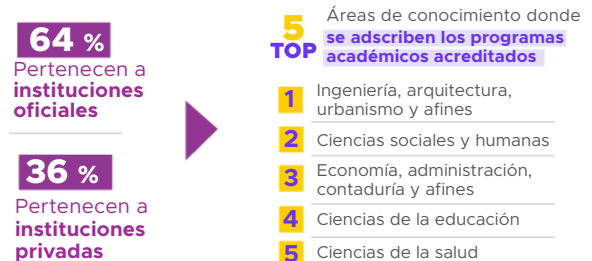 64 %
Pertenecen a
instituciones
oficiales
36 %
Pertenecen a
instituciones
privadas
5
TOP
Áreas de conocimiento donde
se adscriben los programas
académicos acreditados
1 Ingeniería, arquitectura,
urbanismo y afines
2 Ciencias sociales y humanas
3 Economía, administración,
contaduría y afines
4 Ciencias de la educación
5 Ciencias de la salud